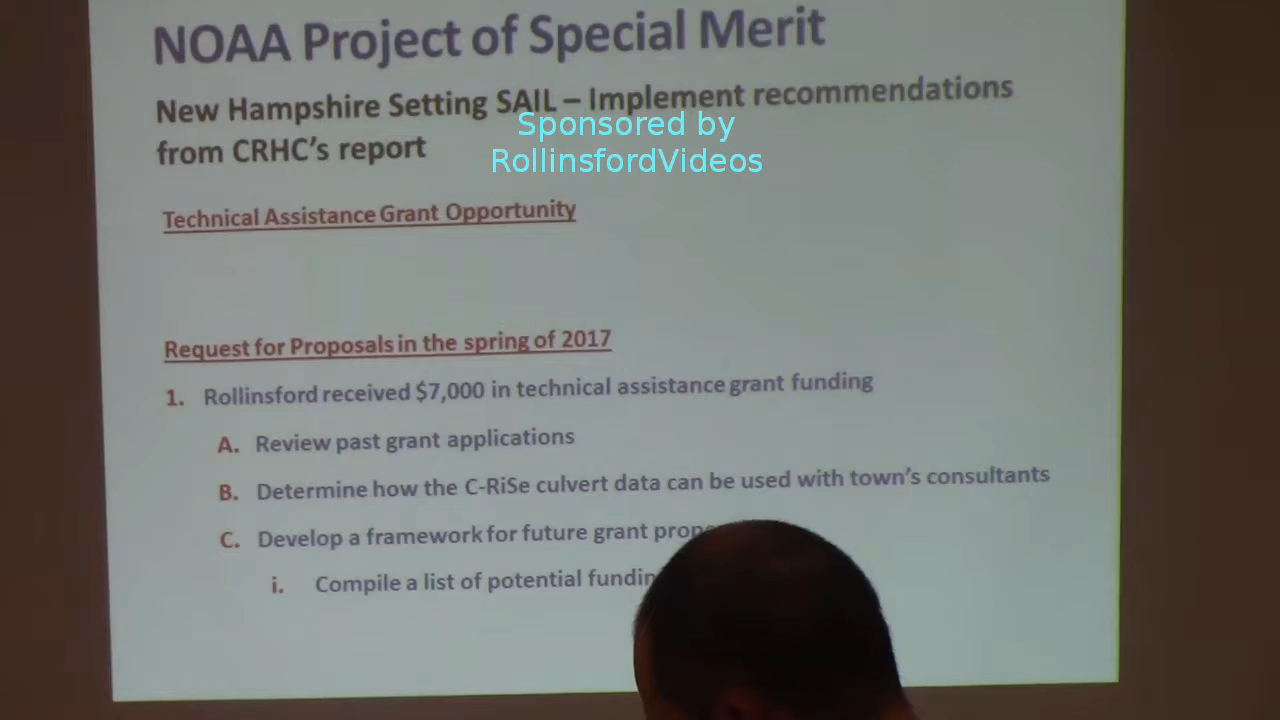 NOAA Project of Special Merit
New Hampshire Setting SAIL – Implement recommendations
from CRHC's report
Sponsored by
RollinsfordVideos
Technical Assistance Grant Opportunity
Request for Proposals in the spring of 2017
1. Rollinsford received $7,000 in technical assistance grant funding
A. Review past grant applications
B. Determine how the C-RiSe culvert data can be used with town's consultants
C. Develop a framework for future grant
i. Compile a list of potential